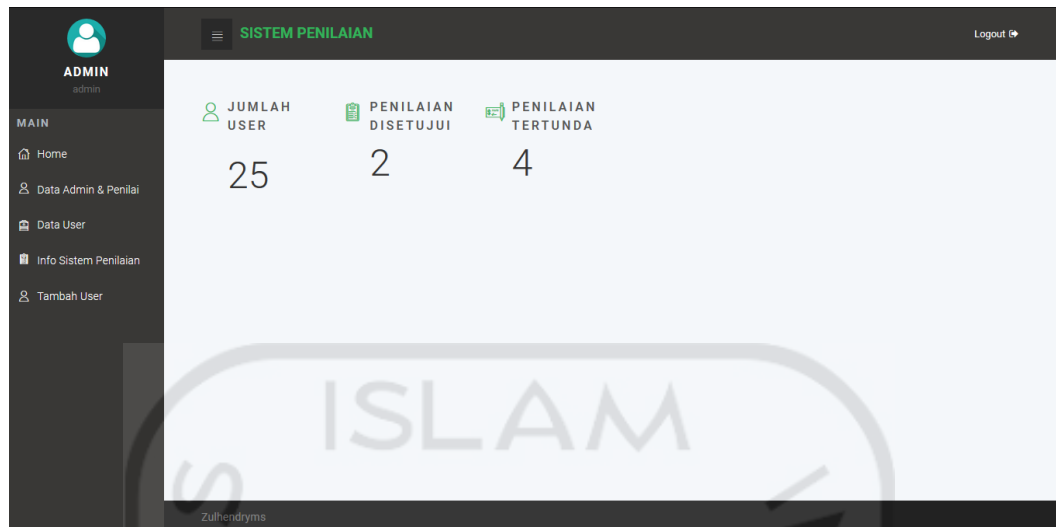 ADMIN
admin
MAIN
Home
Data Admin & Penilai
Data User
Info Sistem Penilaian
Tambah User
SISTEM PENILAIAN
Logout
JUMLAH
USER
25
PENILAIAN
DISETUJUI
2
PENILAIAN
TERTUNDA
4
ISLAM
Zulhendryms